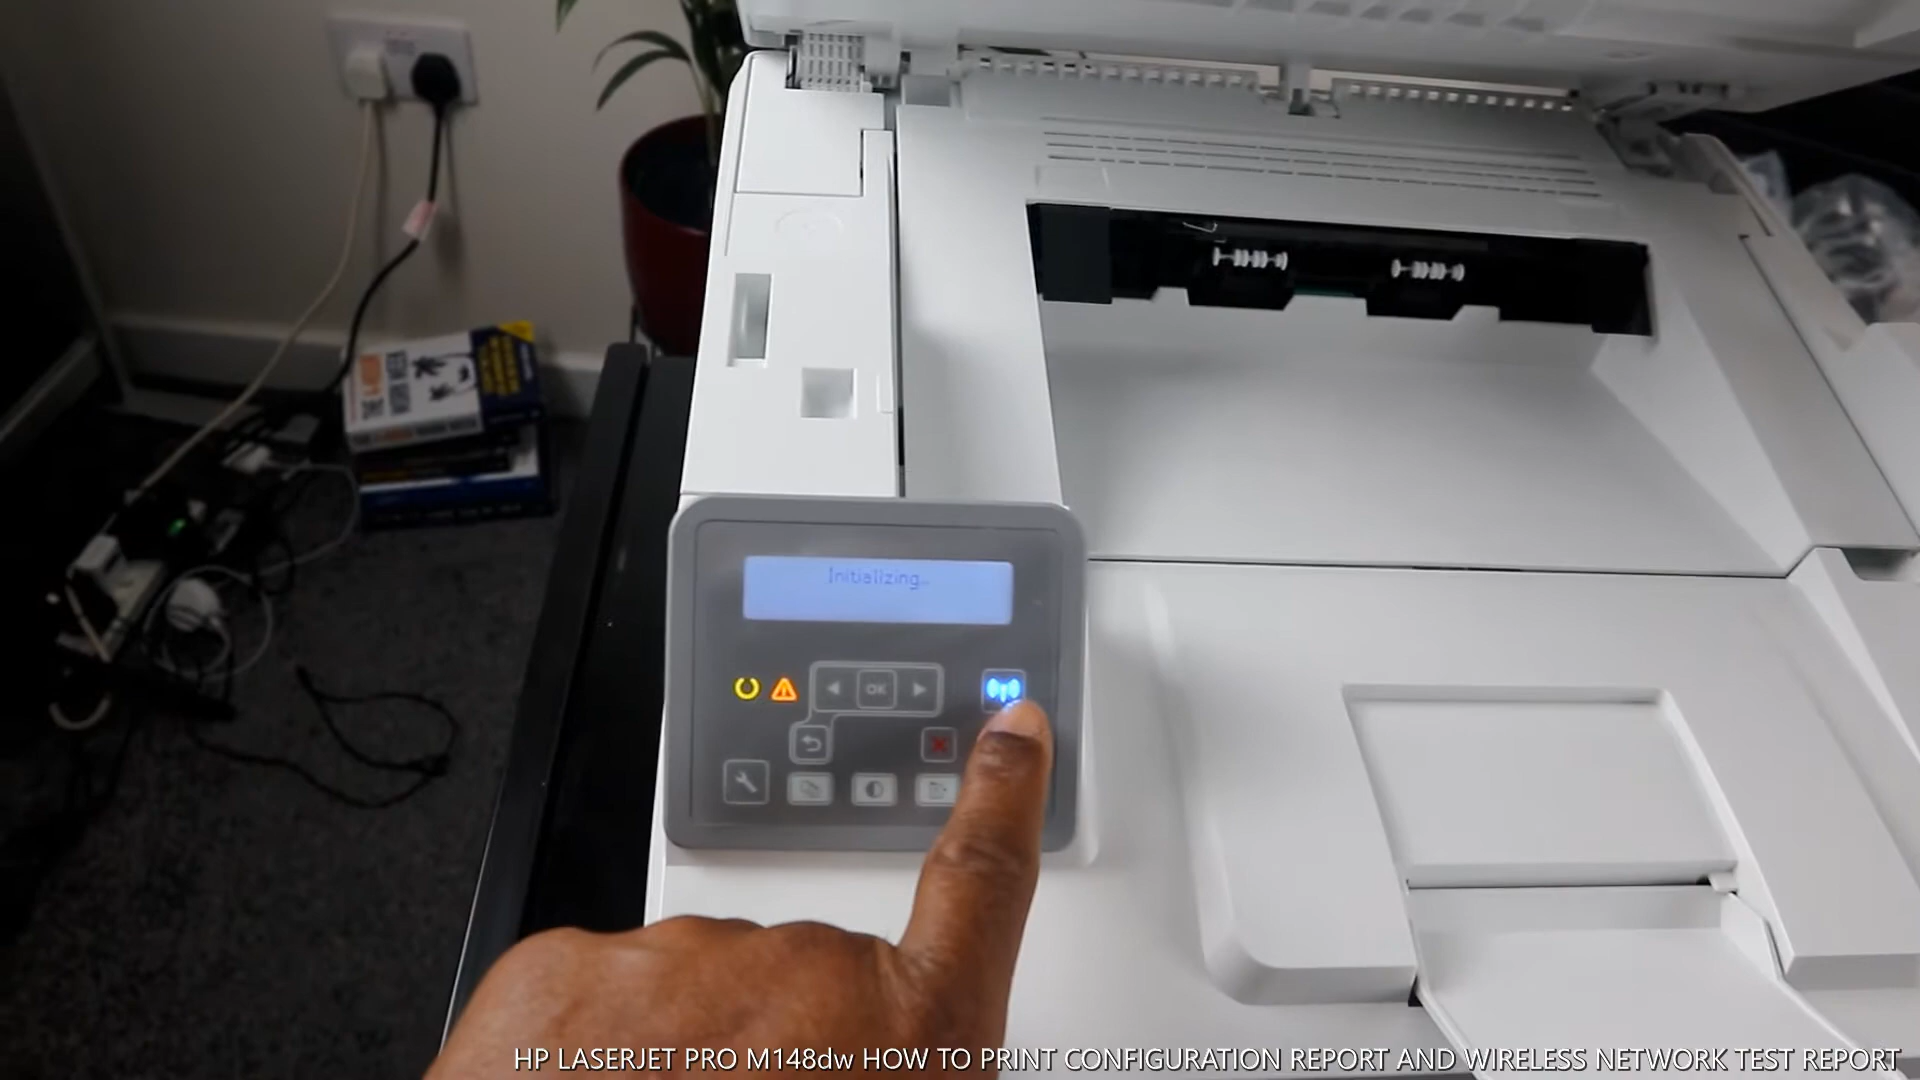 Initializing..
OK
HP LASERJET PRO M148dw HOW TO PRINT CONFIGURATION REPORT AND WIRELESS NETWORK TEST REPORT